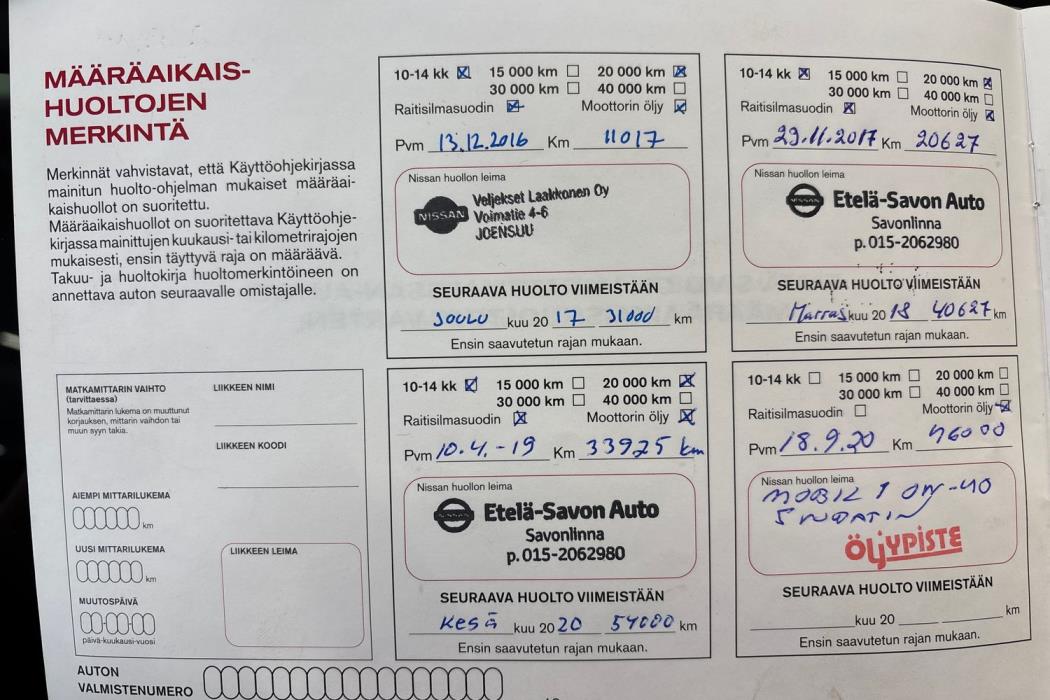 MÄÄRÄAIKAIS-
HUOLTOJEN
MERKINTÄ
Merkinnät vahvistavat, että Käyttöohjekirjassa
mainitun huolto-ohjelman mukaiset määräai-
kaishuollot on suoritettu.
Määräaikaishuollot on suoritettava Käyttöohje-
kirjassa mainittujen kuukausi- tai kilometrirajojen
mukaisesti, ensin täyttyvä raja on määräävä.
Takuu- ja huoltokirja huoltomerkintöineen on
annettava auton seuraavalle omistajalle.
10-14 kk 15 000 km 20 000 km
30 000 km 40 000 km
Raitisilmasuodin Moottorin öljy
Pvm 13.12.2016 Km 11017
Nissan huollon leima
NISSAN
Veljekset Laakkonen Oy
Voimatie 4-6
JOENSUU
SEURAAVA HUOLTO VIIMEISTÄÄN
JOULU kuu 20 17 31000 km
Ensin saavutetun rajan mukaan.
10-14 kk 15 000 km 20 000 km
30 000 km 40 000 km
Raitisilmasuodin Moottorin öljy
Pvm 29.11.2017 Km 20627
Nissan huollon leima
Etelä-Savon Auto
Savonlinna
p. 015-2062980
SEURAAVA HUOLTO VIIMEISTÄÄN
Marras kuu 20 18 40627 km
Ensin saavutetun rajan mukaan.
MATKAMITTARIN VAIHTO
(tarvittaessa)
Matkamittarin lukema on muuttunut
korjauksen, mittarin vaihdon tai
muun syyn takia.
LIIKKEEN NIMI
LIIKKEEN KOODI
AIEMPI MITTARILUKEMA
km
UUSI MITTARILUKEMA
km
MUUTOSPÄIVÄ
päivä-kuukausi-vuosi
LIIKKEEN LEIMA
10-14 kk 15 000 km 20 000 km
30 000 km 40 000 km
Raitisilmasuodin Moottorin öljy
Pvm 10.4.-19 Km 33925 km
Nissan huollon leima
Etelä-Savon Auto
Savonlinna
p. 015-2062980
SEURAAVA HUOLTO VIIMEISTÄÄN
Kesä kuu 20 20 54000 km
Ensin saavutetun rajan mukaan.
10-14 kk 15 000 km 20 000 km
30 000 km 40 000 km
Raitisilmasuodin Moottorin öljy
Pvm 18.9.20 Km 46000
Nissan huollon leima
MOBIL 1 0W-40
SUODATIN
ÖLJYPISTE
SEURAAVA HUOLTO VIIMEISTÄÄN
kuu 20 km
Ensin saavutetun rajan mukaan.
AUTON
VALMISTENUMERO